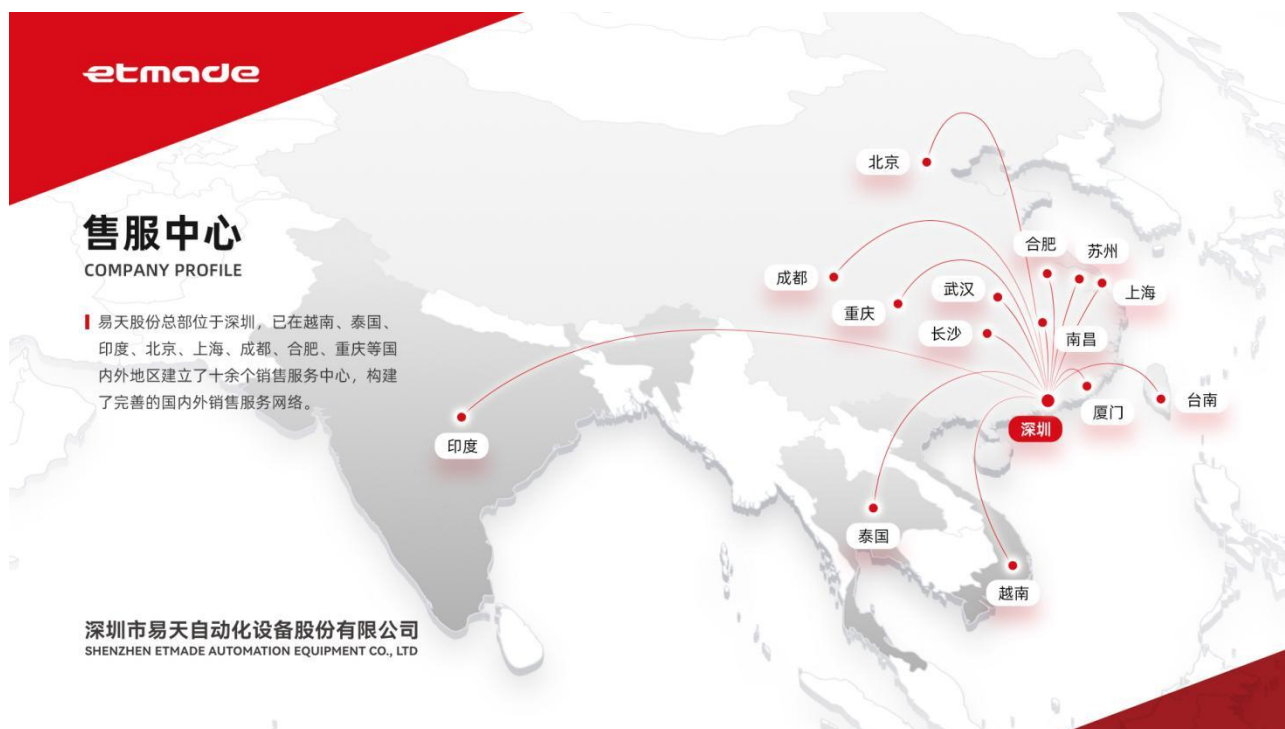 etmade
售服中心
COMPANY PROFILE
易天股份总部位于深圳，已在越南、泰国、
印度、北京、上海、成都、合肥、重庆等国
内外地区建立了十余个销售服务中心，构建
了完善的国内外销售服务网络。
北京
合肥
苏州
成都
武汉
上海
重庆
长沙
南昌
台南
厦门
深圳
印度
泰国
越南
深圳市易天自动化设备股份有限公司
SHENZHEN ETMADE AUTOMATION EQUIPMENT CO., LTD